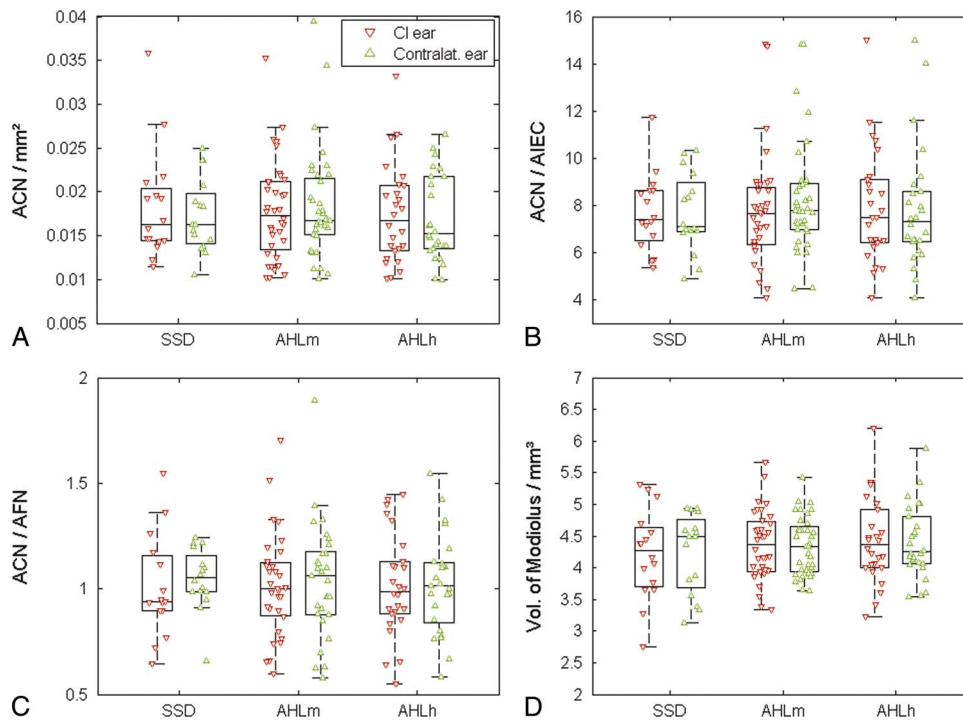 A
ACN / mm²
0.04
0.035
0.03
0.025
0.02
0.015
0.01
0.005
SSD
AHLm
AHLh
CI ear
Contralat. ear
B
ACN / AIEC
16
14
12
10
8
6
4
SSD
AHLm
AHLh
C
ACN / AFN
2
1.5
1
0.5
SSD
AHLm
AHLh
D
Vol. of Modiolus / mm³
7
6.5
6
5.5
5
4.5
4
3.5
3
2.5
2
SSD
AHLm
AHLh